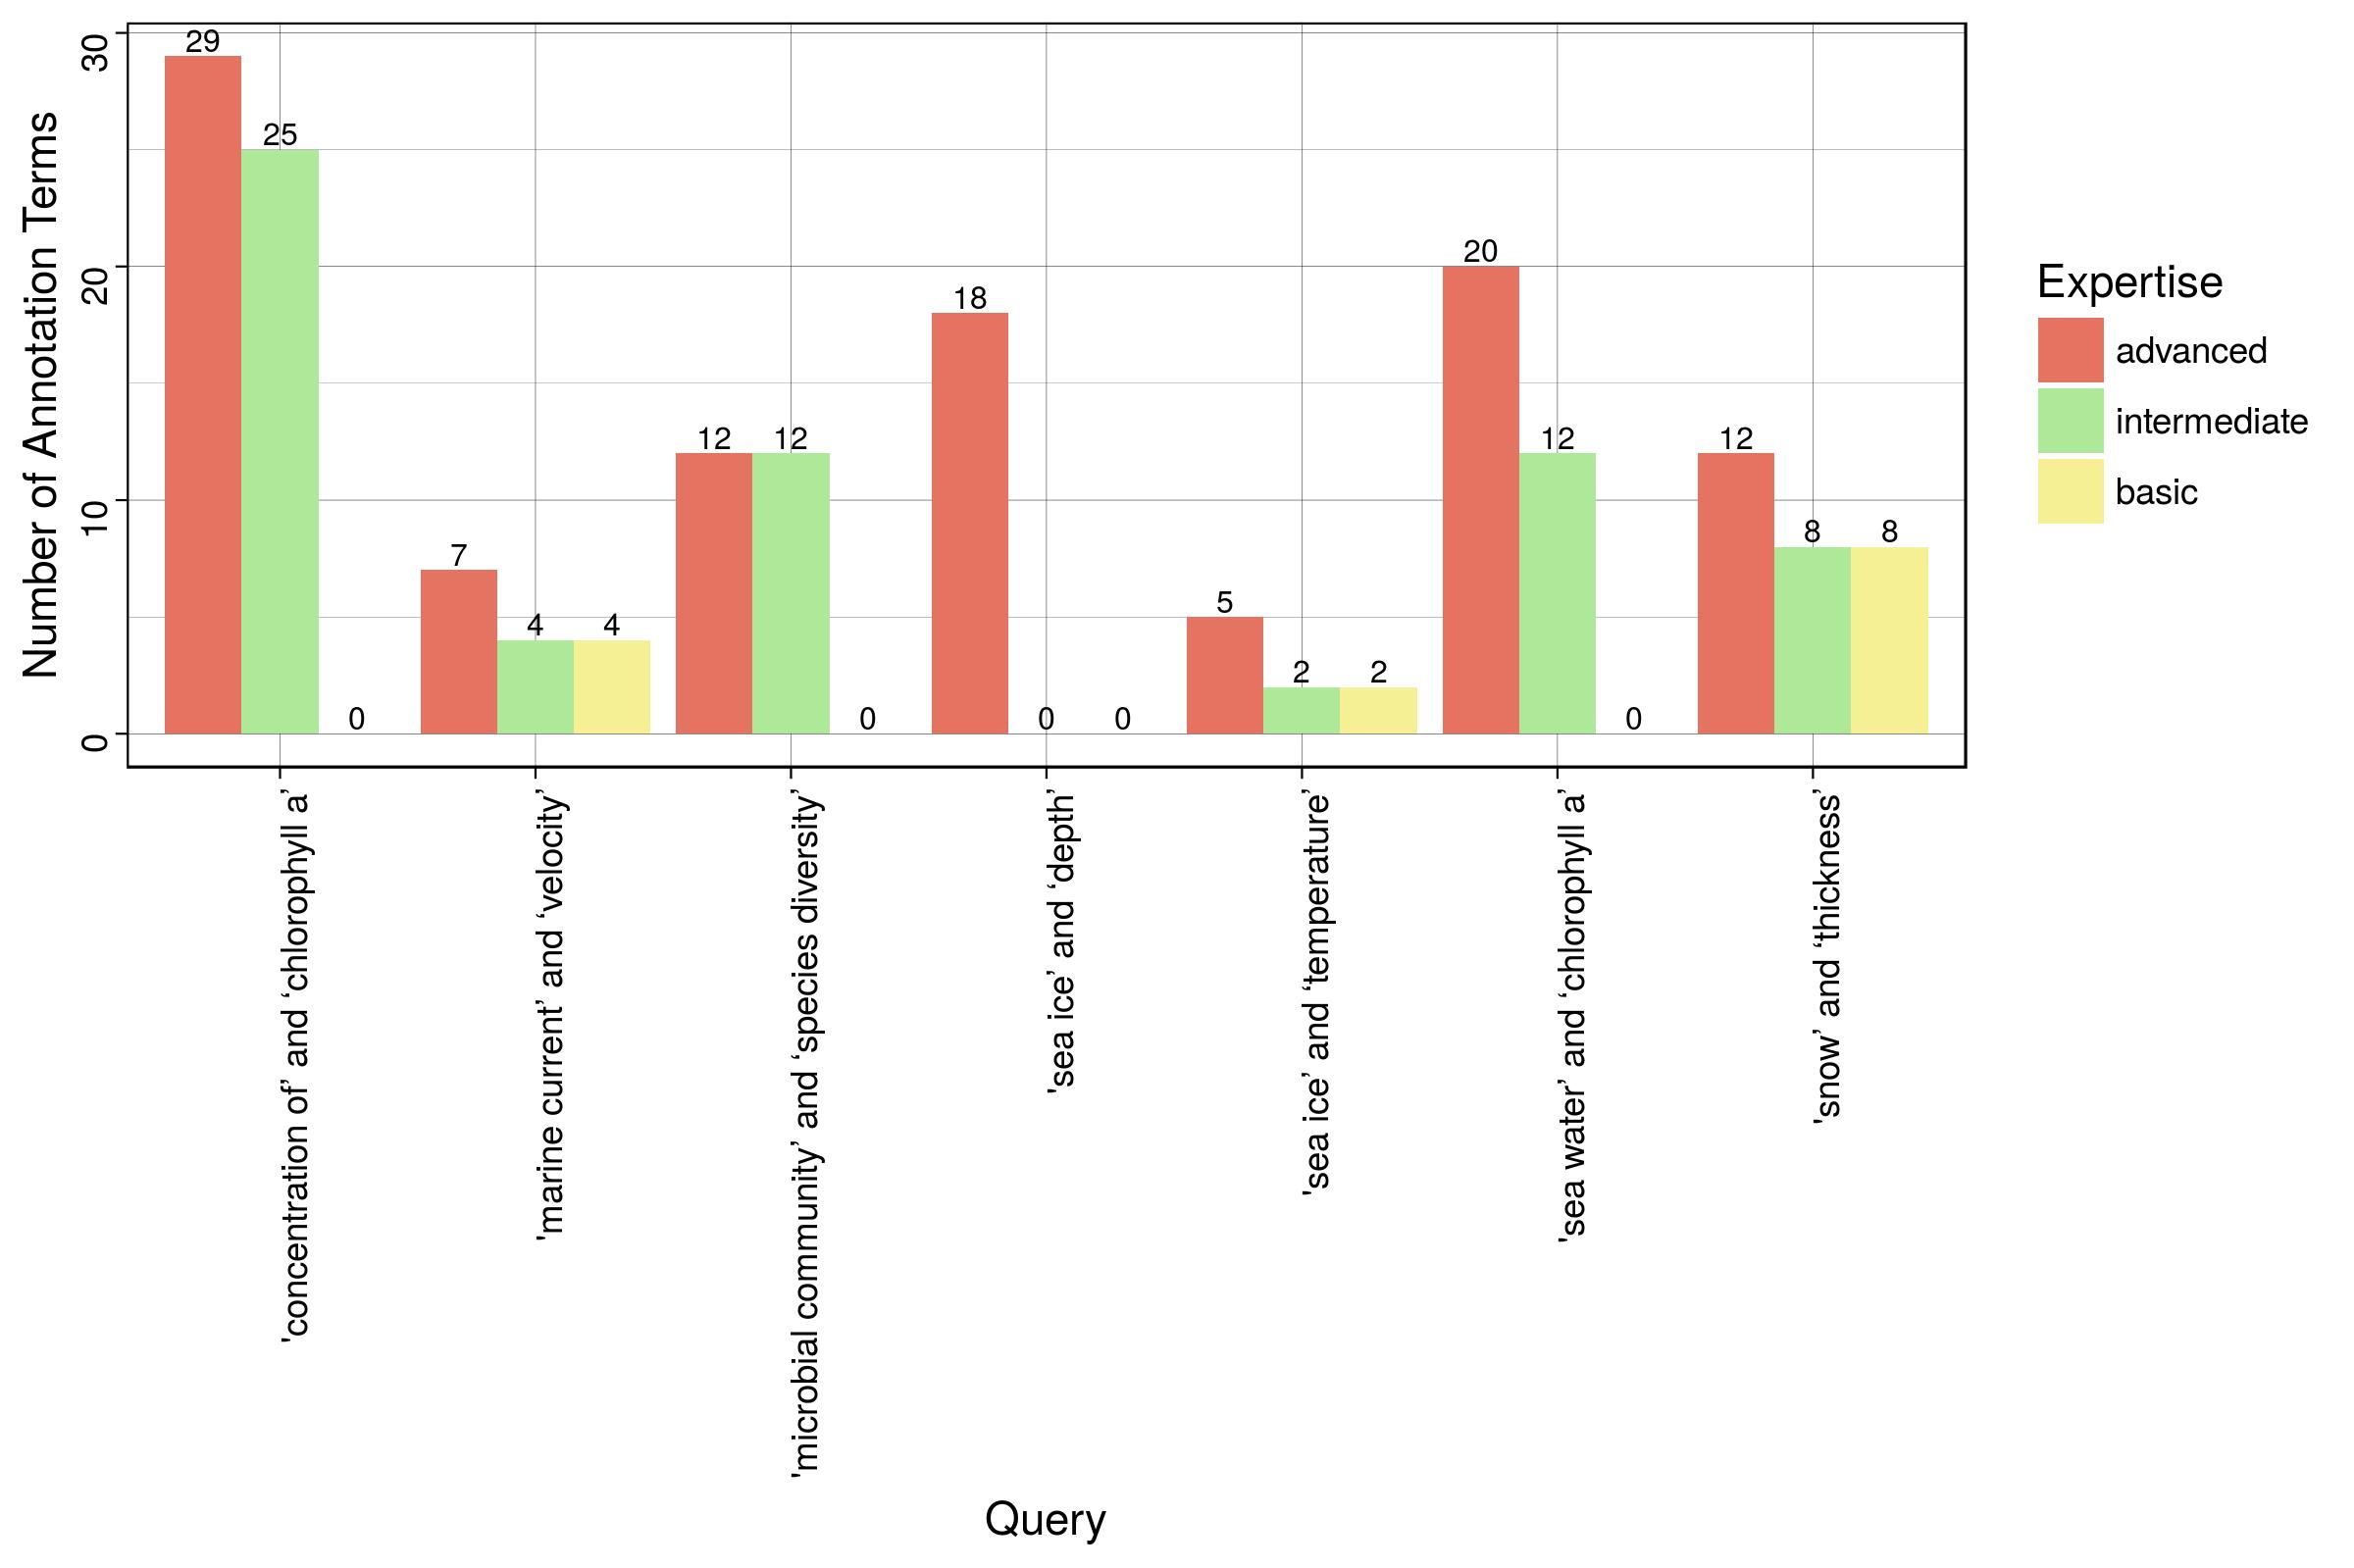 Number of Annotation Terms
30
20
10
0
29
25
0
7
4
4
12
12
0
18
0
0
5
2
2
20
12
0
12
8
8
'concentration of’ and ‘chlorophyll a’
'marine current’ and ‘velocity’
'microbial community’ and ‘species diversity’
'sea ice’ and ‘depth’
'sea ice’ and ‘temperature’
'sea water’ and ‘chlorophyll a’
'snow’ and ‘thickness’
Query
Expertise
advanced
intermediate
basic